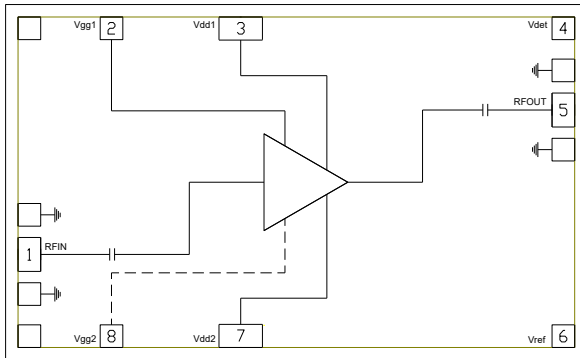 Vgg1 2 Vdd1 3 Vdet 4
RFOUT 5
1 RFIN
Vgg2 8 Vdd2 7 Vref 6